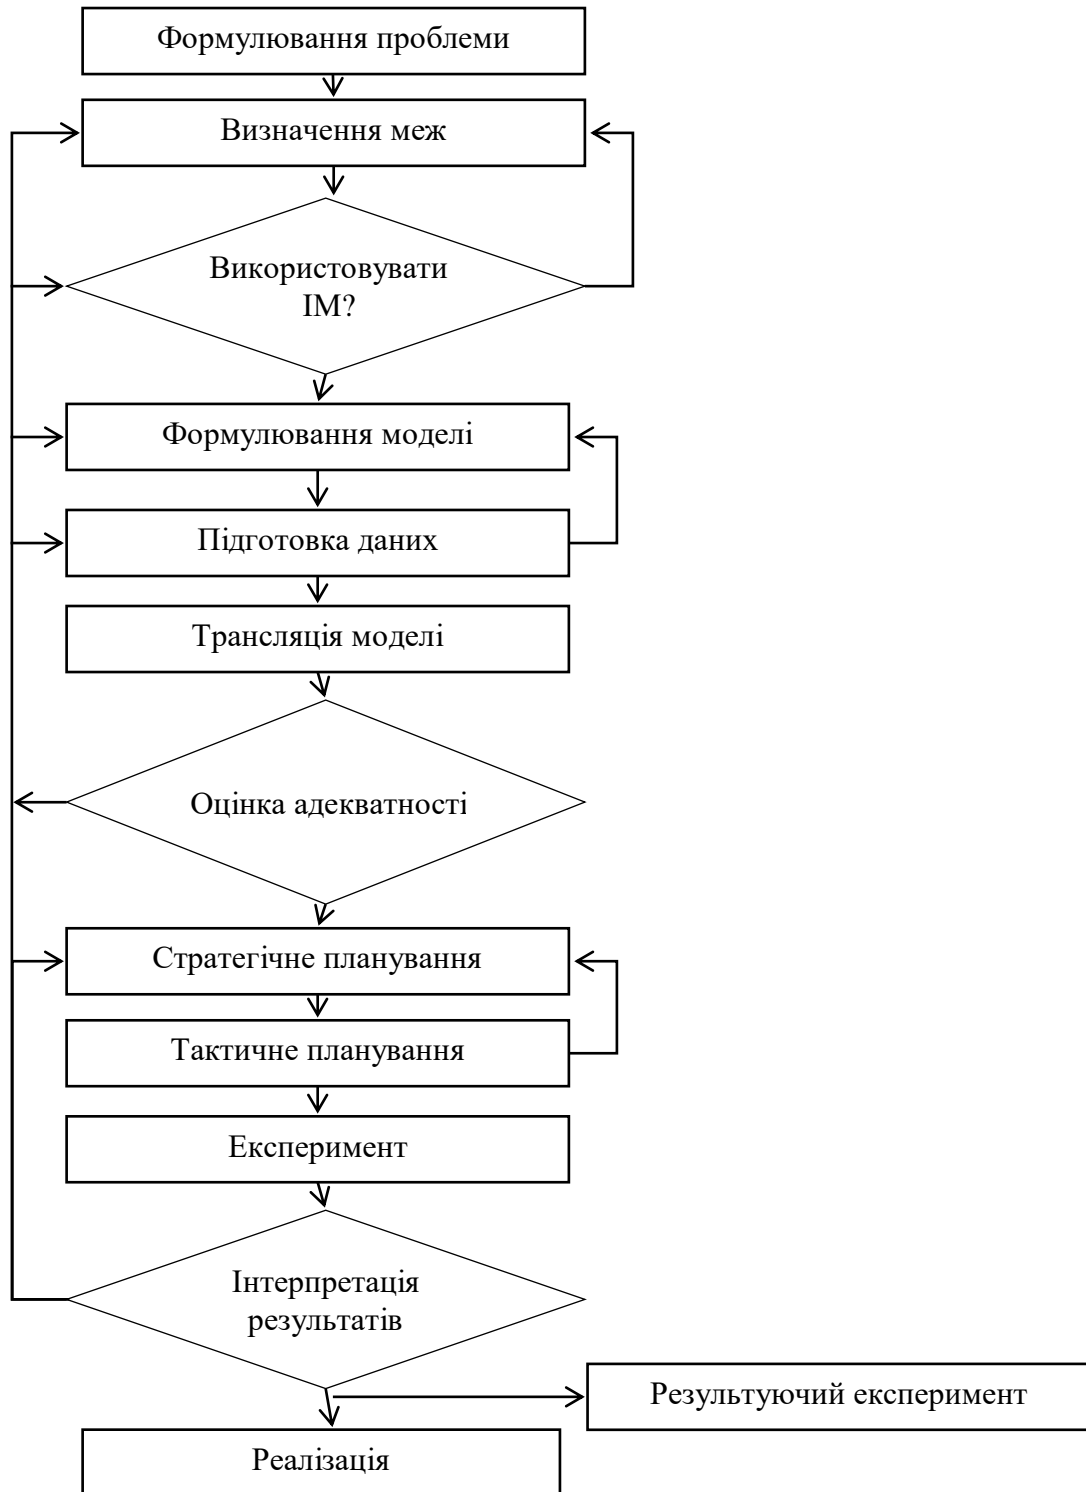 Формулювання проблеми
Визначення меж
Використовувати
ІМ?
Формулювання моделі
Підготовка даних
Трансляція моделі
Оцінка адекватності
Стратегічне планування
Тактичне планування
Експеримент
Інтерпретація
результатів
Результуючий експеримент
Реалізація